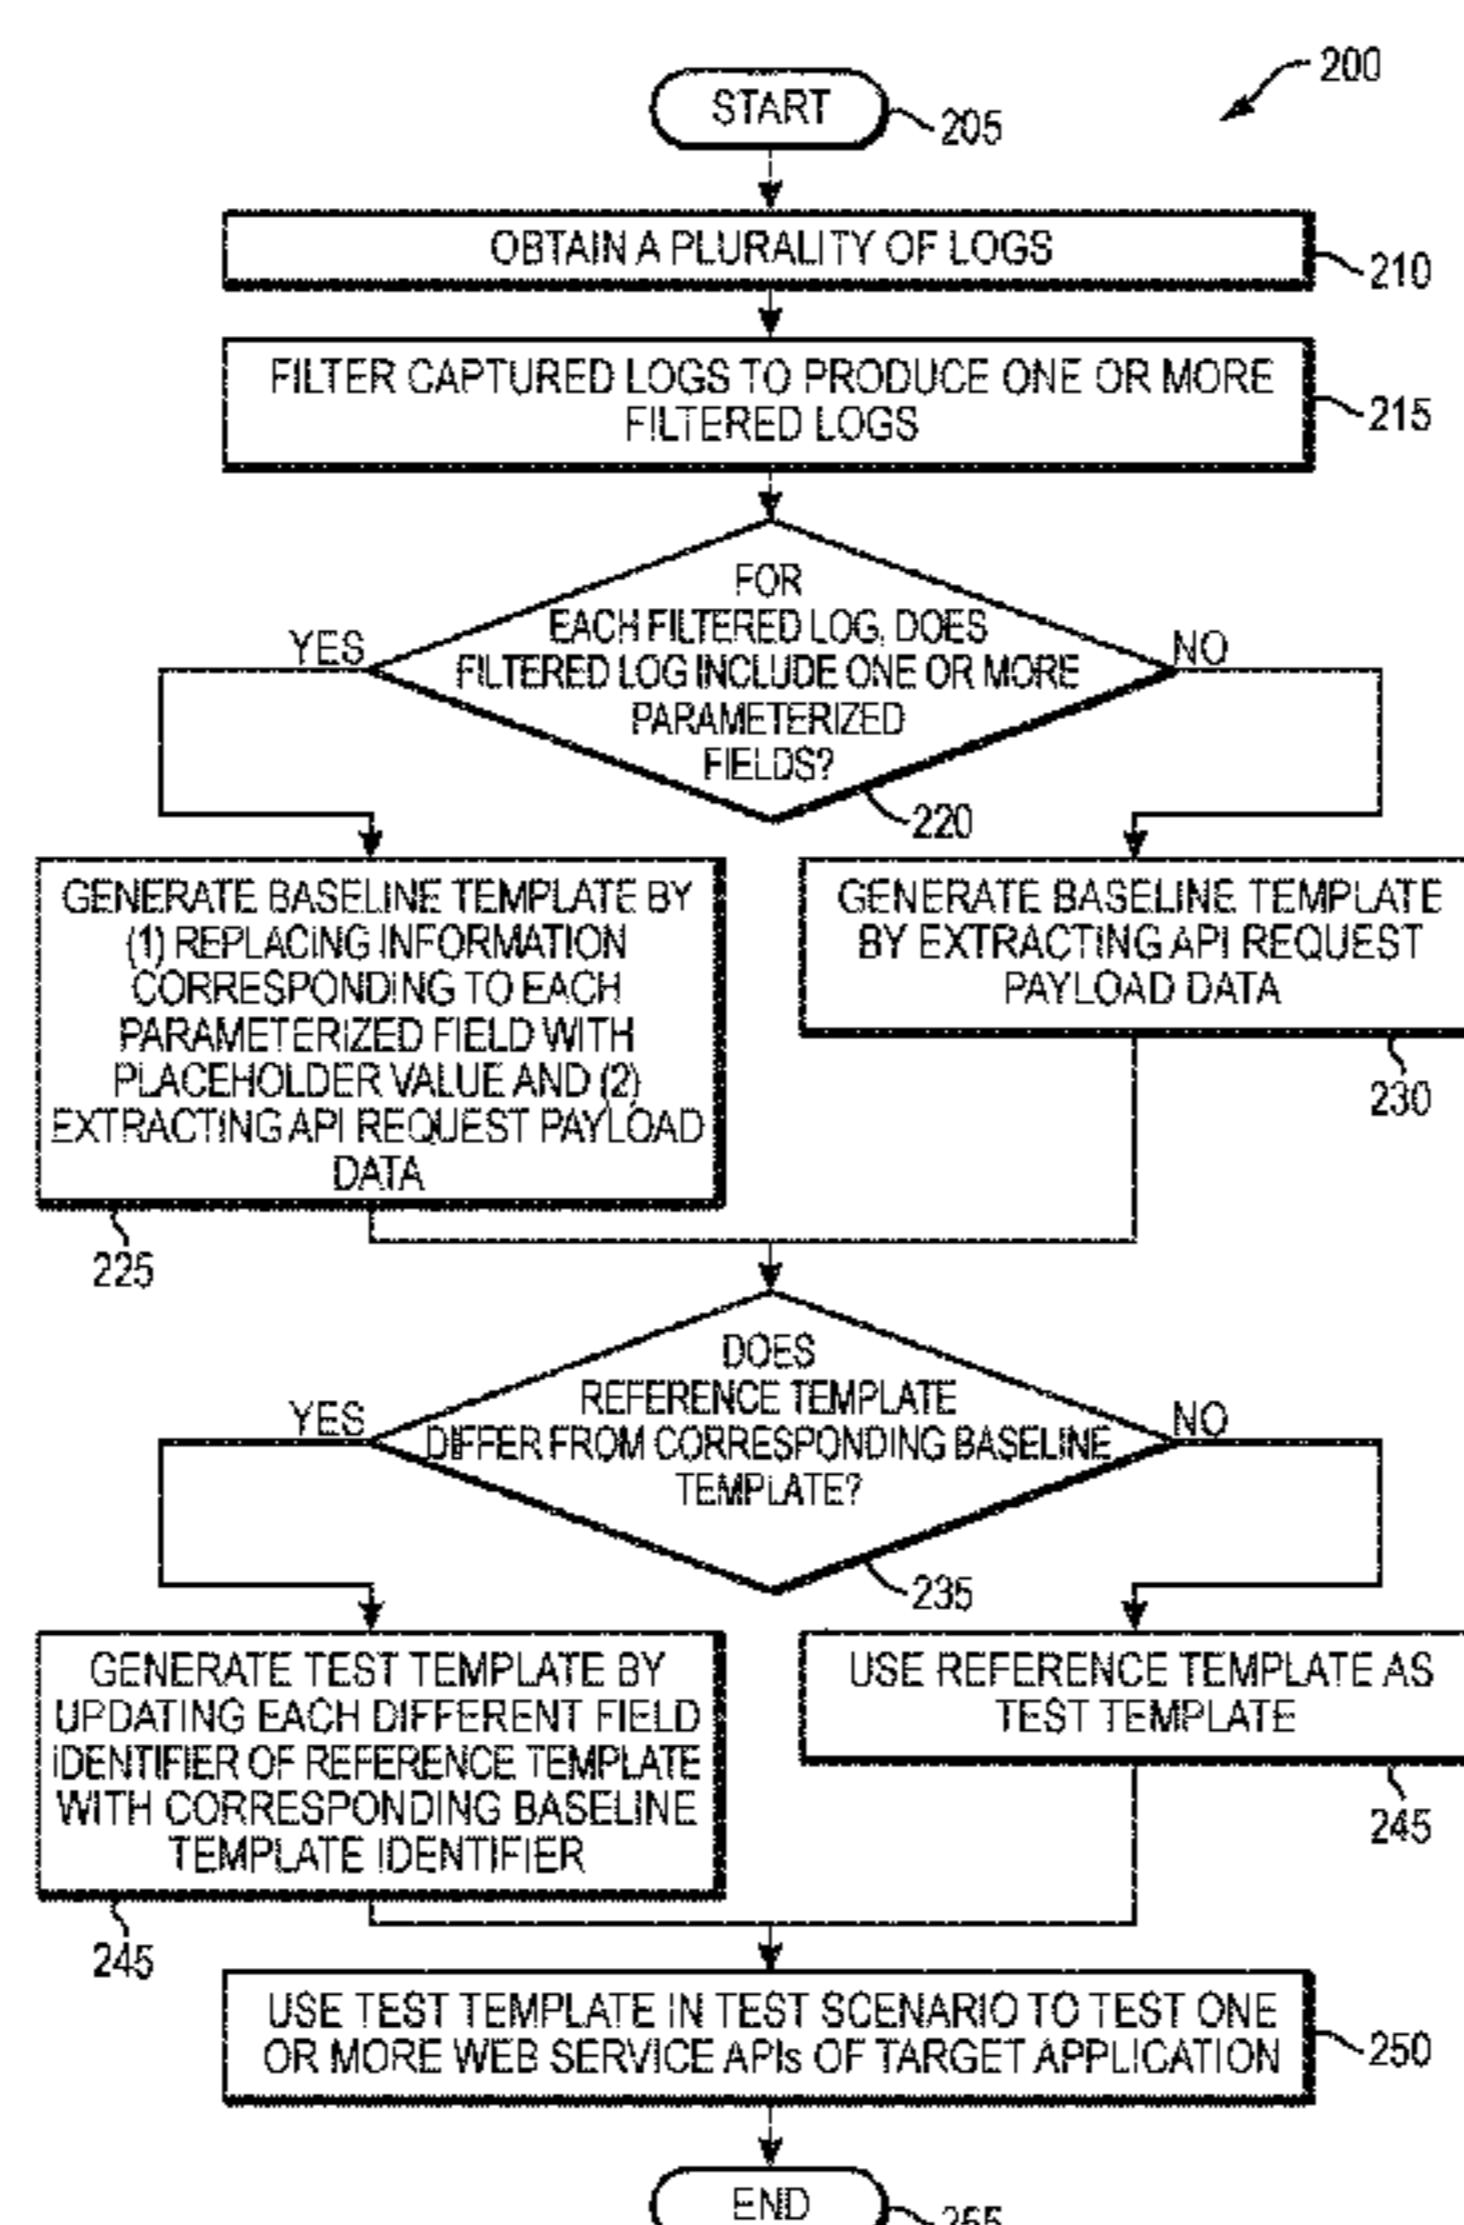 200
START
205
OBTAIN A PLURALITY OF LOGS
210
FILTER CAPTURED LOGS TO PRODUCE ONE OR MORE
FILTERED LOGS
215
FOR
EACH FILTERED LOG, DOES
FILTERED LOG INCLUDE ONE OR MORE
PARAMETERIZED
FIELDS?
YES
NO
220
GENERATE BASELINE TEMPLATE BY
(1) REPLACING INFORMATION
CORRESPONDING TO EACH
PARAMETERIZED FIELD WITH
PLACEHOLDER VALUE AND (2)
EXTRACTING API REQUEST PAYLOAD
DATA
225
GENERATE BASELINE TEMPLATE
BY EXTRACTING API REQUEST
PAYLOAD DATA
230
DOES
REFERENCE TEMPLATE
DIFFER FROM CORRESPONDING BASELINE
TEMPLATE?
YES
NO
235
GENERATE TEST TEMPLATE BY
UPDATING EACH DIFFERENT FIELD
IDENTIFIER OF REFERENCE TEMPLATE
WITH CORRESPONDING BASELINE
TEMPLATE IDENTIFIER
245
USE REFERENCE TEMPLATE AS
TEST TEMPLATE
245
USE TEST TEMPLATE IN TEST SCENARIO TO TEST ONE
OR MORE WEB SERVICE APIs OF TARGET APPLICATION
250
END